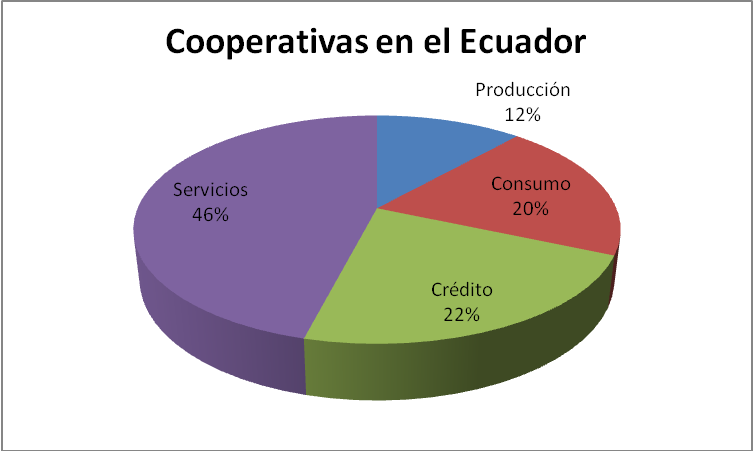 Cooperativas en el Ecuador
Producción
12%
Consumo
20%
Servicios
46%
Crédito
22%